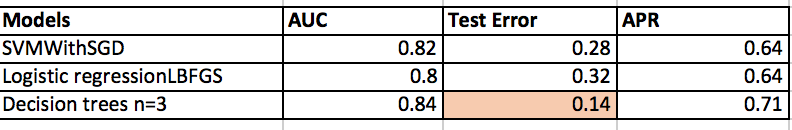 Models AUC Test Error APR
SVMWithSGD 0.82 0.28 0.64
Logistic regressionLBFGS 0.8 0.32 0.64
Decision trees n=3 0.84 0.14 0.71